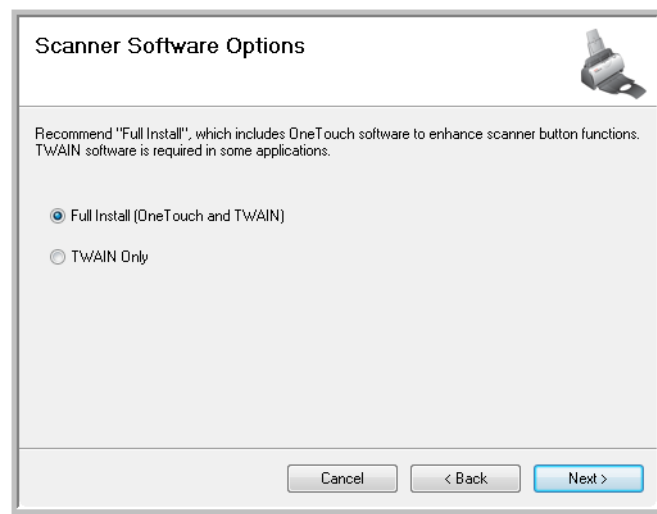 Scanner Software Options
Recommend "Full Install", which includes OneTouch software to enhance scanner button functions.
TWAIN software is required in some applications.
Full Install (OneTouch and TWAIN)
TWAIN Only
Cancel
< Back
Next >